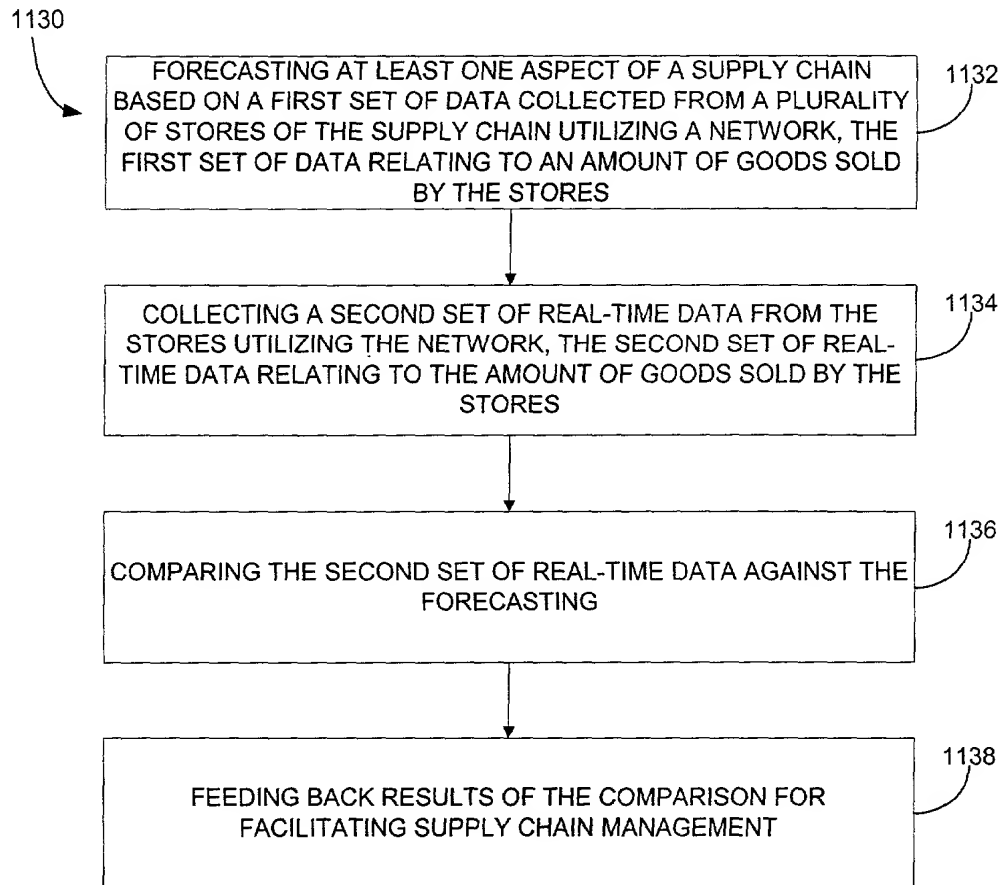 1130
FORECASTING AT LEAST ONE ASPECT OF A SUPPLY CHAIN
BASED ON A FIRST SET OF DATA COLLECTED FROM A PLURALITY
OF STORES OF THE SUPPLY CHAIN UTILIZING A NETWORK, THE
FIRST SET OF DATA RELATING TO AN AMOUNT OF GOODS SOLD
BY THE STORES
1132
COLLECTING A SECOND SET OF REAL-TIME DATA FROM THE
STORES UTILIZING THE NETWORK, THE SECOND SET OF REAL-
TIME DATA RELATING TO THE AMOUNT OF GOODS SOLD BY THE
STORES
1134
COMPARING THE SECOND SET OF REAL-TIME DATA AGAINST THE
FORECASTING
1136
FEEDING BACK RESULTS OF THE COMPARISON FOR
FACILITATING SUPPLY CHAIN MANAGEMENT
1138